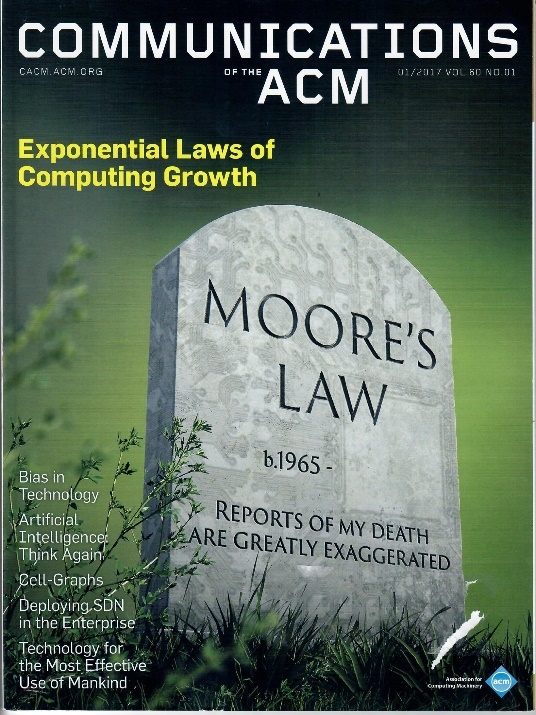 COMMUNICATIONS
CACM.ACM.ORG
OF THE
ACM
01/2017 VOL.60 NO.01
Exponential Laws of
Computing Growth
MOORE'S
LAW
b.1965 -
REPORTS OF MY DEATH
ARE GREATLY EXAGGERATED
Bias in
Technology
Artificial
Intelligence:
Think Again
Cell-Graphs
Deploying SDN
in the Enterprise
Technology for
the Most Effective
Use of Mankind
Association for
Computing Machinery
acm